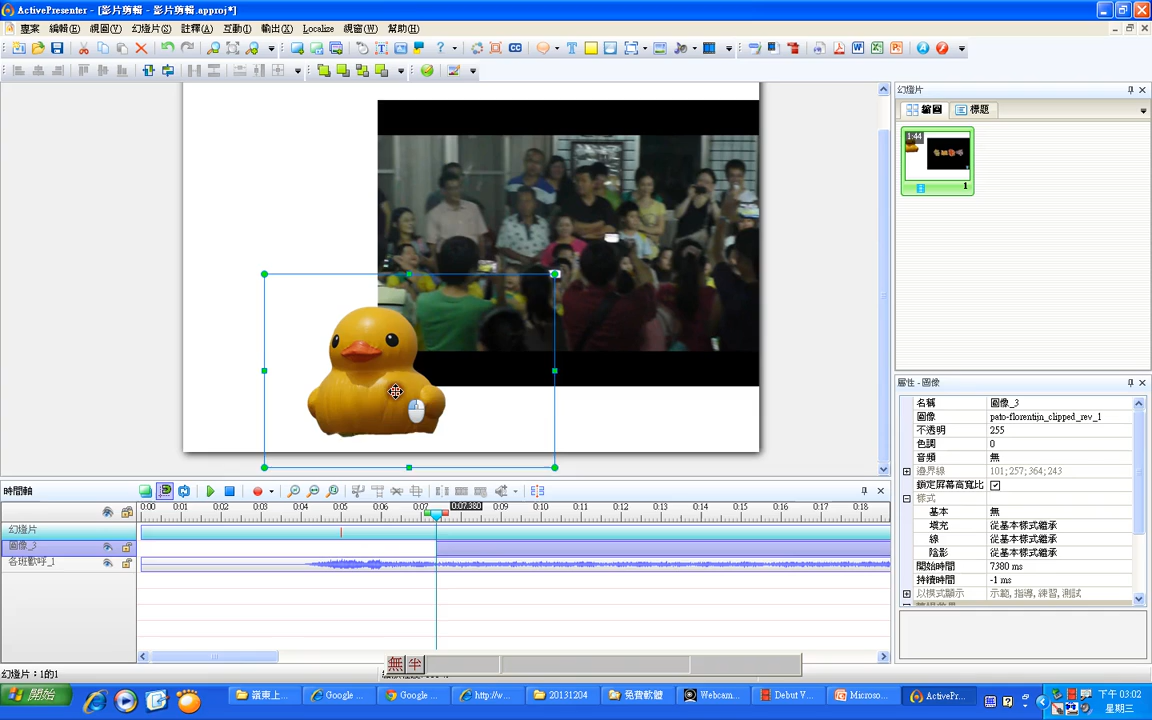 ActivePresenter - [影片剪輯 - 影片剪輯.approj*]
檔案 編輯(E) 視圖(V) 幻燈片(S) 註釋(A) 互動(I) 輸出(X) Localize 視窗(W) 幫助(H)
幻燈片
縮圖 標題
1:44
1
屬性 - 圖像
名稱 圖像_3
圖像 pato-florentijn_clipped_rev_1
不透明 255
色調 0
音頻 無
邊界線 101; 257; 364; 243
鎖定屏幕高寬比
樣式
基本 無
填充 從基本樣式繼承
線 從基本樣式繼承
陰影 從基本樣式繼承
開始時間 7380 ms
持續時間 -1 ms
以模式顯示 示範, 指導, 練習, 測試
時間軸
0:00 0:01 0:02 0:03 0:04 0:05 0:06 0:07 0:07.380 0:09 0:10 0:11 0:12 0:13 0:14 0:15 0:16 0:17 0:18
幻燈片
圖像_3
各班歡呼_1
無 半
幻燈片：1的1
開始 嶺東上... Google ... Google ... http://w... 20131204 免費軟體 Webcam... Debut V... Microso... ActivePr... 下午 03:02
星期三